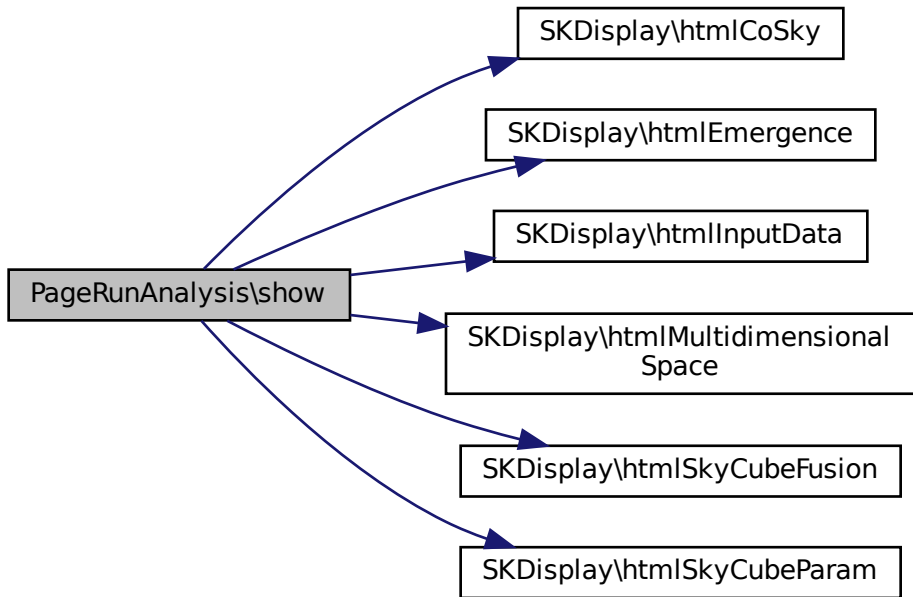 SKDisplay\htmlCoSky
SKDisplay\htmlEmergence
SKDisplay\htmlInputData
PageRunAnalysis\show
SKDisplay\htmlMultidimensional
Space
SKDisplay\htmlSkyCubeFusion
SKDisplay\htmlSkyCubeParam